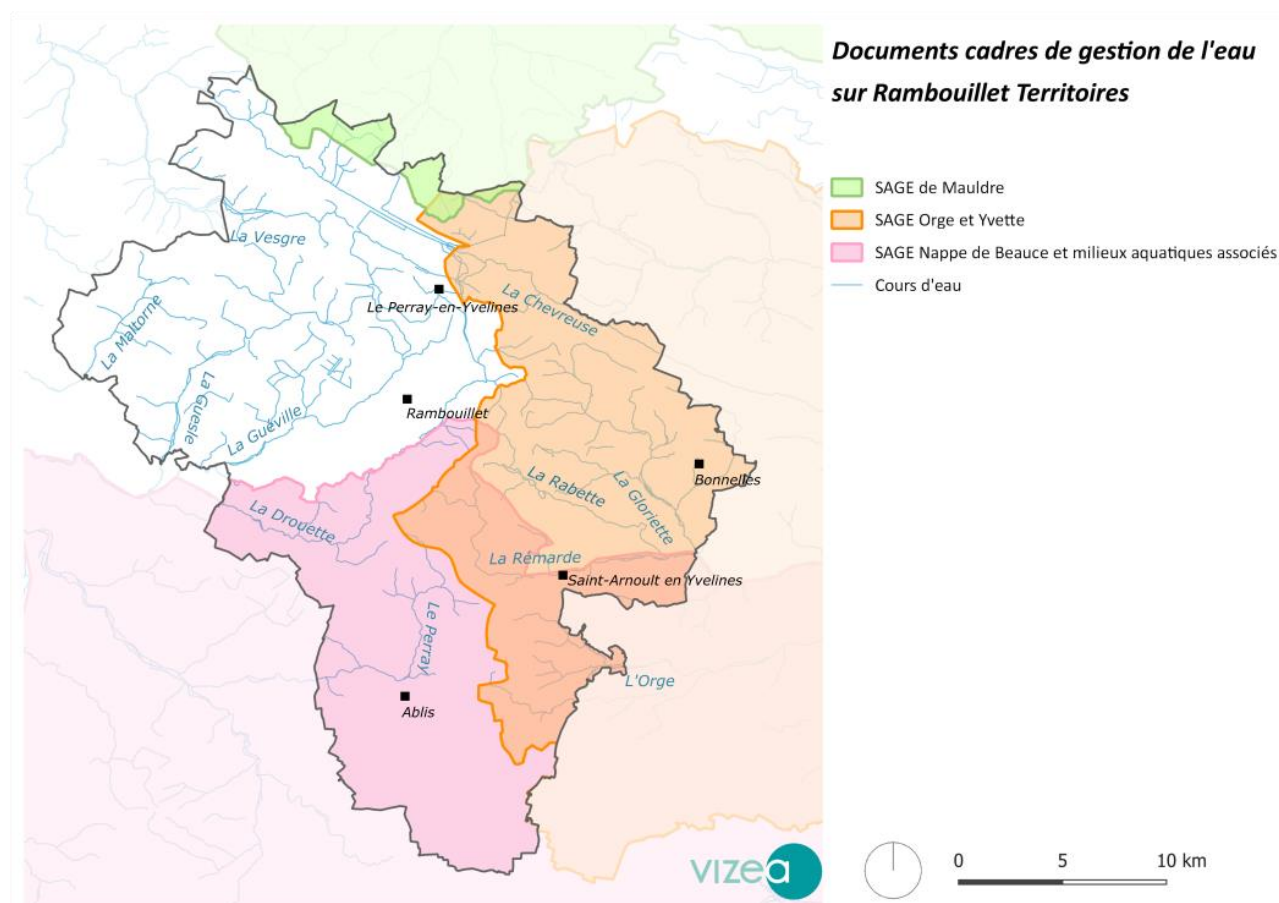 Documents cadres de gestion de l'eau
sur Rambouillet Territoires
SAGE de Mauldre
SAGE Orge et Yvette
SAGE Nappe de Beauce et milieux aquatiques associés
Cours d'eau
La Vesgre
Le Perray-en-Yvelines
La Chevreuse
La Maltorne
La Guesle
La Guéville
Rambouillet
La Rabette
La Gloriette
Bonnelles
La Drouette
La Rémarde
Saint-Arnoult en Yvelines
Le Perray
L'Orge
Ablis
vizea
0 5 10 km